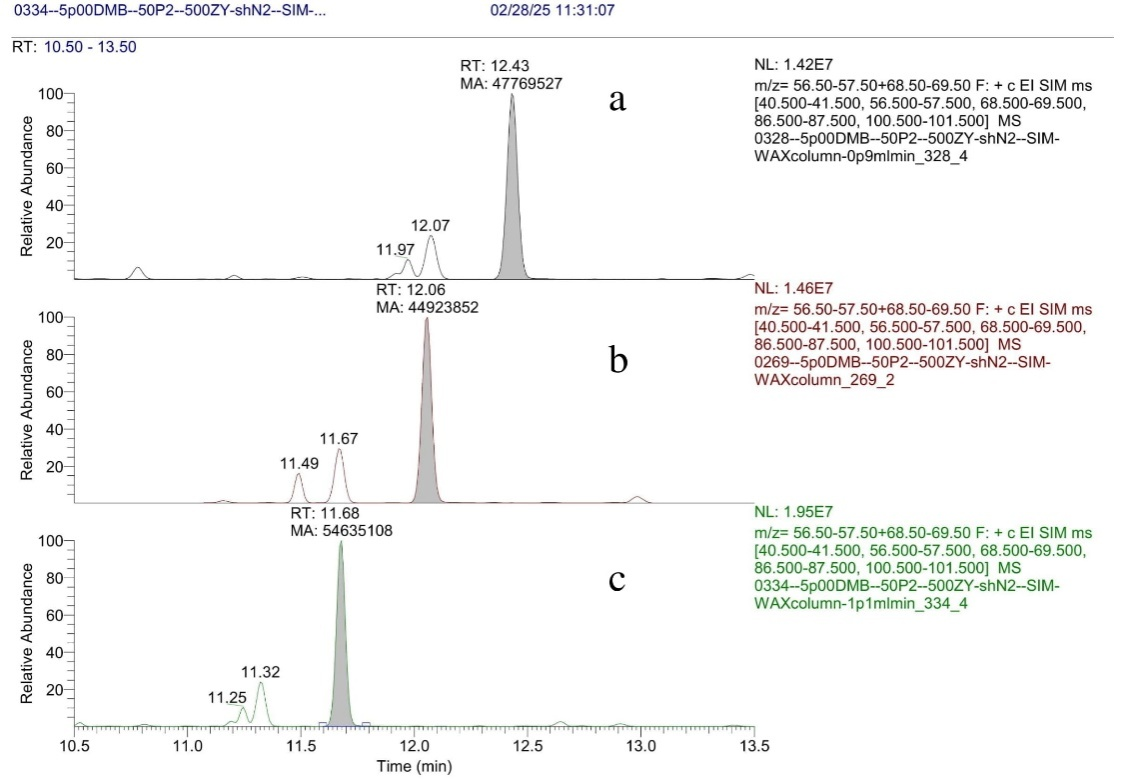 0334--5p00DMB--50P2--500ZY-shN2--SIM-...
02/28/25 11:31:07
RT: 10.50 - 13.50
RT: 12.43
MA: 47769527
a
NL: 1.42E7
m/z= 56.50-57.50+68.50-69.50 F: + c EI SIM ms
[40.500-41.500, 56.500-57.500, 68.500-69.500,
86.500-87.500, 100.500-101.500] MS
0328--5p00DMB--50P2--500ZY-shN2--SIM-
WAXcolumn-0p9mlmin_328_4
Relative Abundance
100
80
60
40
20
11.97
12.07
RT: 12.06
MA: 44923852
b
NL: 1.46E7
m/z= 56.50-57.50+68.50-69.50 F: + c EI SIM ms
[40.500-41.500, 56.500-57.500, 68.500-69.500,
86.500-87.500, 100.500-101.500] MS
0269--5p0DMB--50P2--500ZY-shN2--SIM-
WAXcolumn_269_2
Relative Abundance
100
80
60
40
20
11.49
11.67
RT: 11.68
MA: 54635108
c
NL: 1.95E7
m/z= 56.50-57.50+68.50-69.50 F: + c EI SIM ms
[40.500-41.500, 56.500-57.500, 68.500-69.500,
86.500-87.500, 100.500-101.500] MS
0334--5p00DMB--50P2--500ZY-shN2--SIM-
WAXcolumn-1p1mlmin_334_4
Relative Abundance
100
80
60
40
20
11.25
11.32
10.5
11.0
11.5
12.0
12.5
13.0
13.5
Time (min)